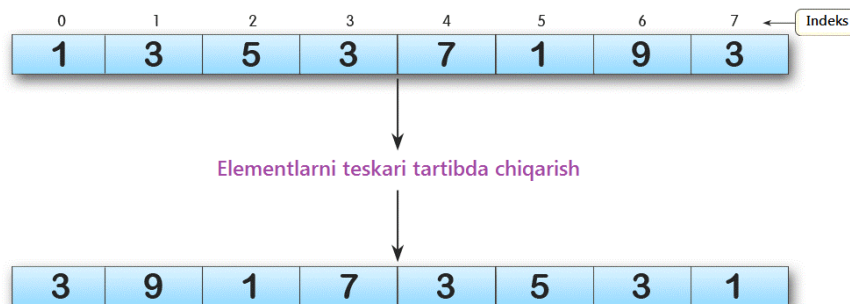 0 1 2 3 4 5 6 7 Indeks
1 3 5 3 7 1 9 3
Elementlarni teskari tartibda chiqarish
3 9 1 7 3 5 3 1